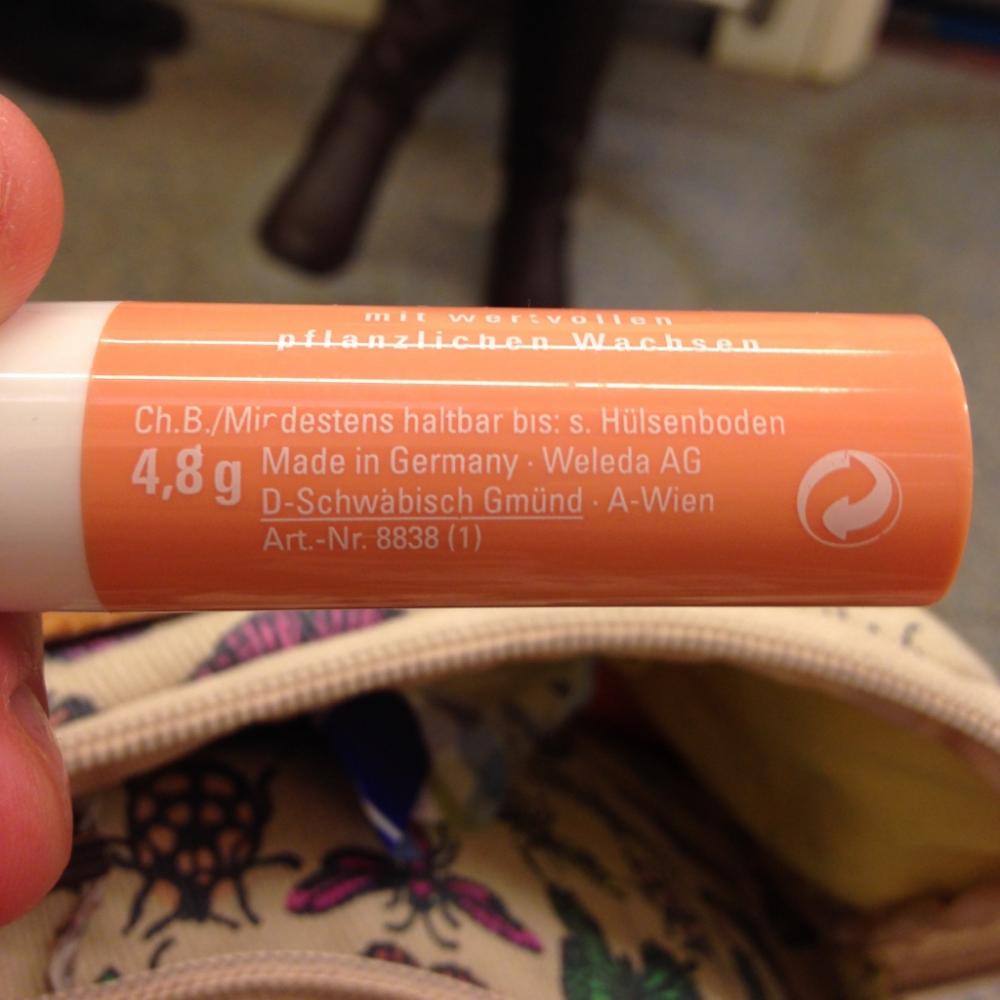 mit wertvollen
pflanzlichen Wachsen
Ch.B./Mindestens haltbar bis: s. Hülsenboden
4,8 g
Made in Germany · Weleda AG
D-Schwäbisch Gmünd · A-Wien
Art.-Nr. 8838 (1)